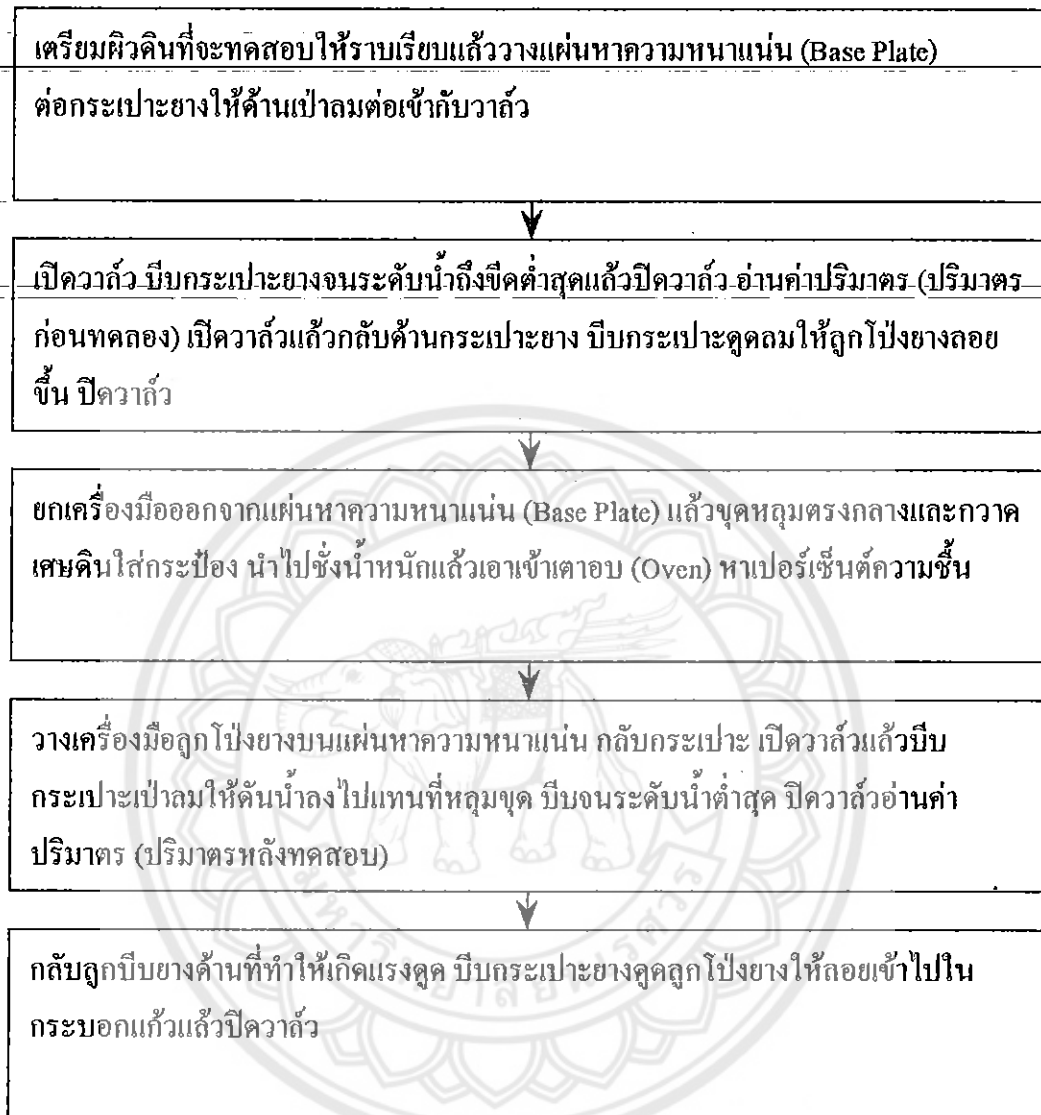 เตรียมผิวดินที่จะทดสอบให้ราบเรียบแล้ววางแผ่นหาความหนาแน่น (Base Plate)
ต่อกระเปาะยางให้ด้านเป่าลมต่อเข้ากับวาล์ว
เปิดวาล์ว บีบกระเปาะยางจนระดับน้ำถึงขีดต่ำสุดแล้วปิดวาล์ว อ่านค่าปริมาตร (ปริมาตร
ก่อนทดลอง) เปิดวาล์วแล้วกลับด้านกระเปาะยาง บีบกระเปาะดูดลมให้ลูกโป่งยางลอย
ขึ้น ปิดวาล์ว
ยกเครื่องมือออกจากแผ่นหาความหนาแน่น (Base Plate) แล้วขุดหลุมตรงกลางและกวาด
เศษดินใส่กระป๋อง นำไปชั่งน้ำหนักแล้วเอาเข้าเตาอบ (Oven) หาเปอร์เซ็นต์ความชื้น
วางเครื่องมือลูกโป่งยางบนแผ่นหาความหนาแน่น กลับกระเปาะ เปิดวาล์วแล้วบีบ
กระเปาะเป่าลมให้ดันน้ำลงไปแทนที่หลุมขุด บีบจนระดับน้ำต่ำสุด ปิดวาล์วอ่านค่า
ปริมาตร (ปริมาตรหลังทดสอบ)
กลับลูกบีบยางด้านที่ทำให้เกิดแรงดูด บีบกระเปาะยางดูดลูกโป่งยางให้ลอยเข้าไปใน
กระบอกแก้วแล้วปิดวาล์ว